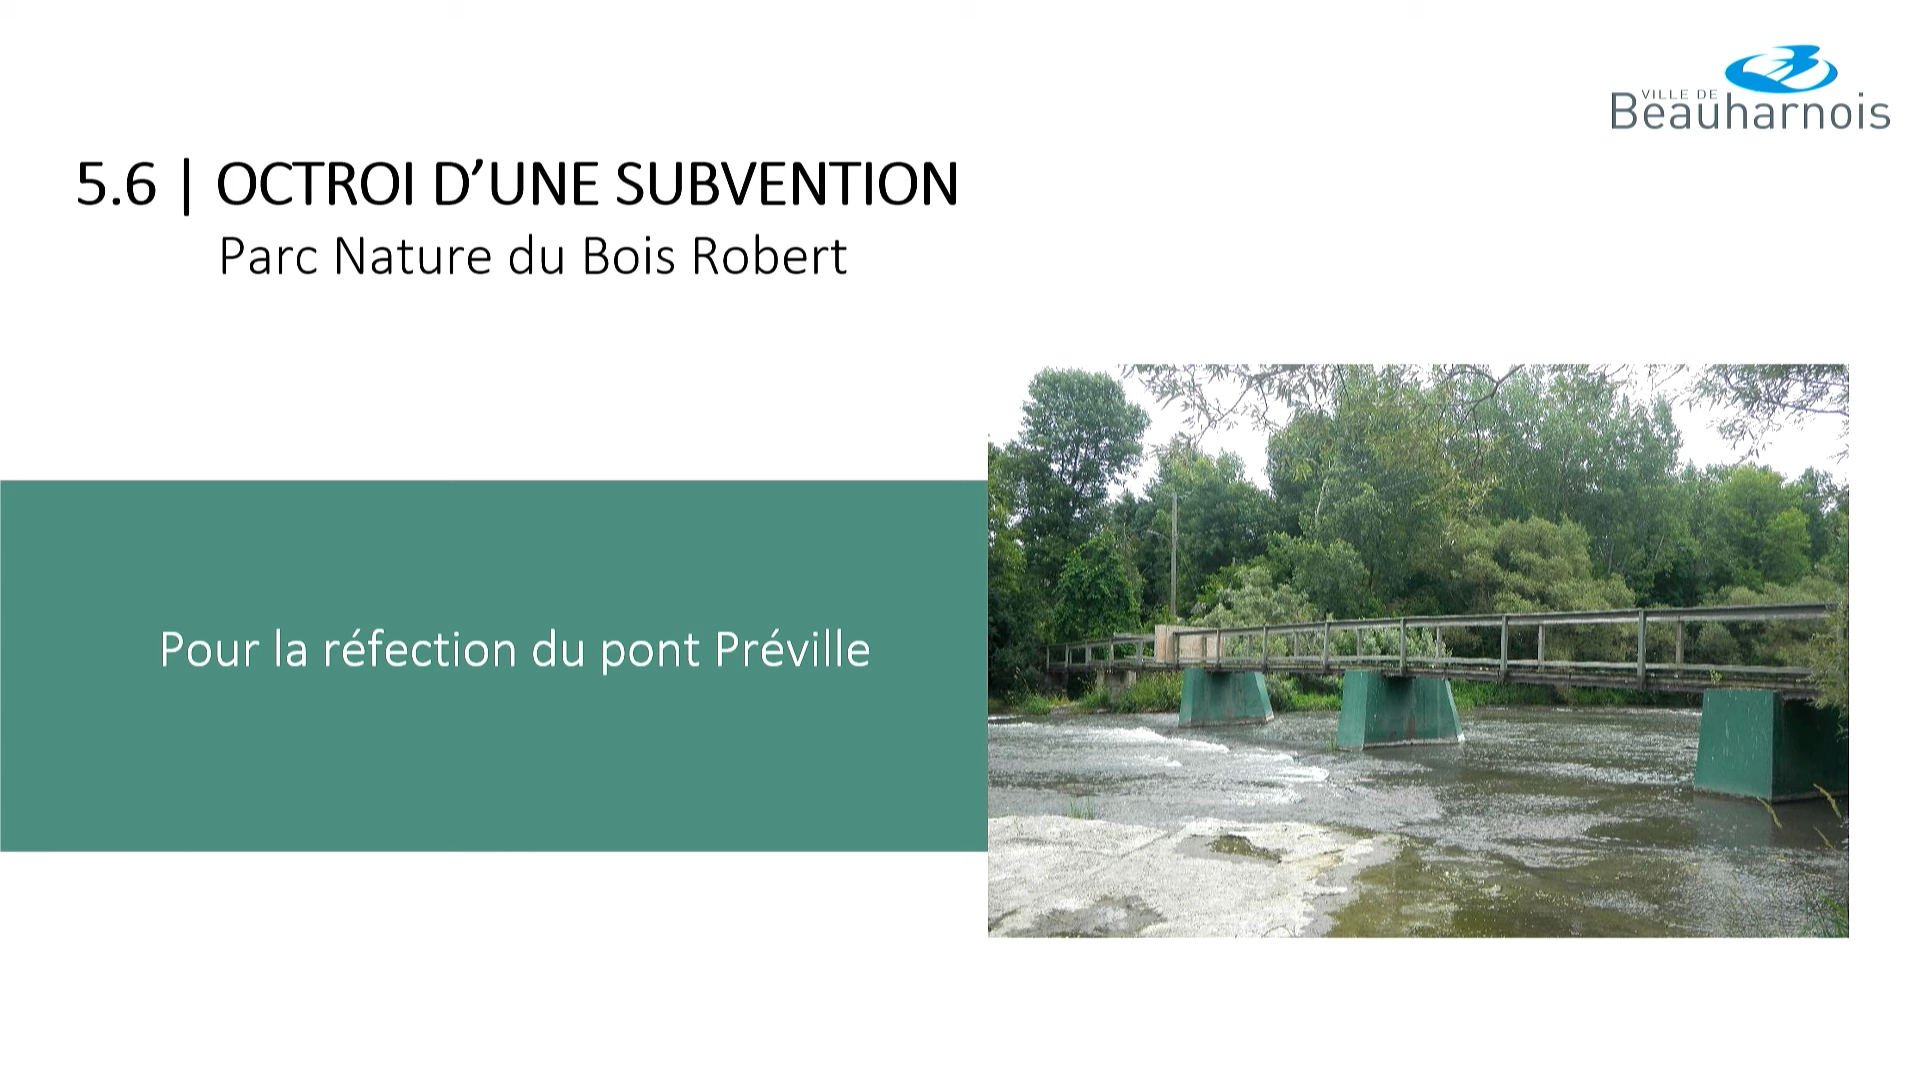 VILLE DE
Beauharnois
5.6 | OCTROI D’UNE SUBVENTION
Parc Nature du Bois Robert
Pour la réfection du pont Préville